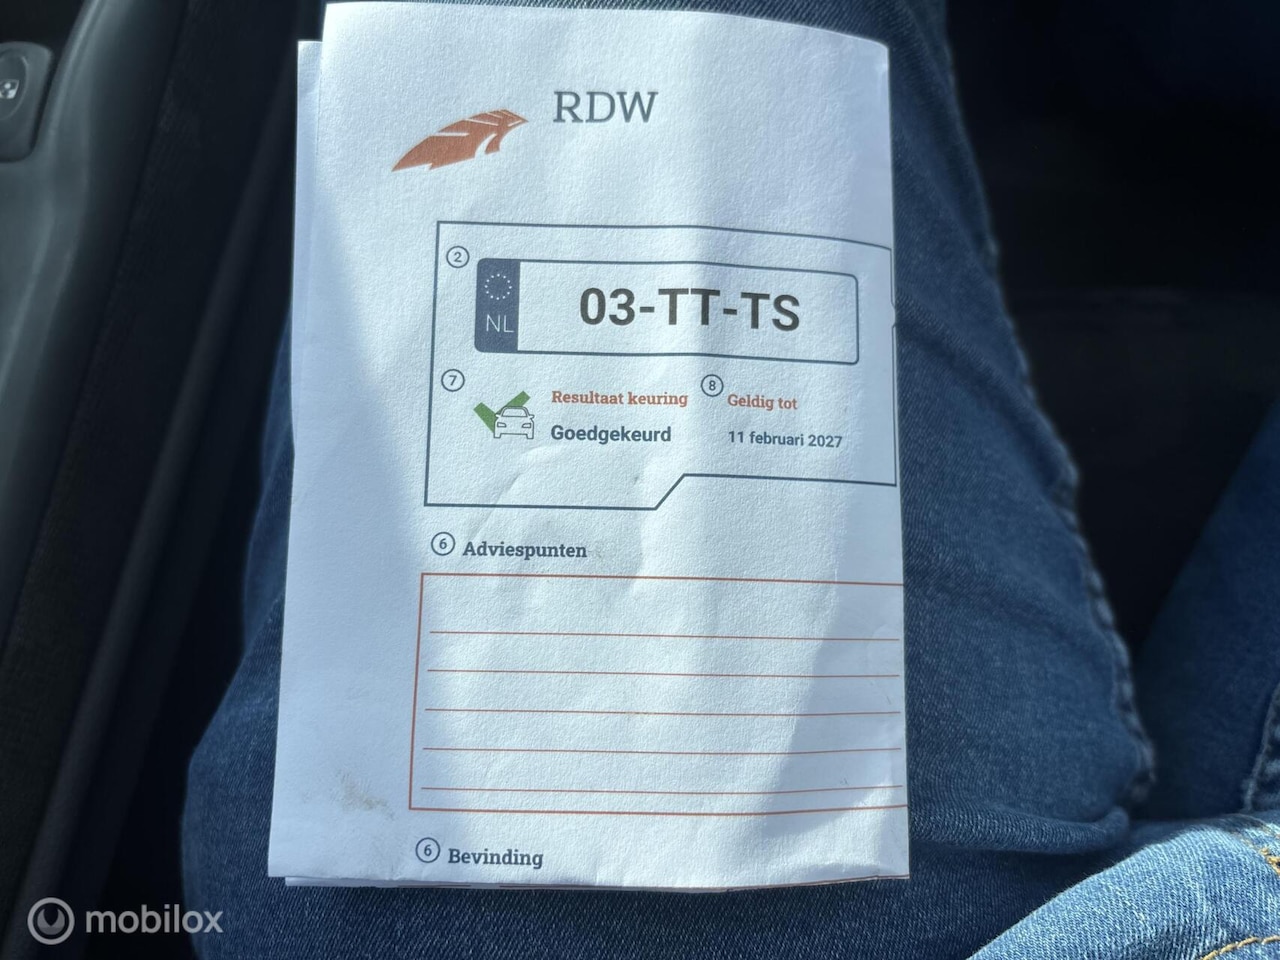 RDW
2
NL
03-TT-TS
7
Resultaat keuring
Goedgekeurd
8
Geldig tot
11 februari 2027
6 Adviespunten
6 Bevinding
mobilox